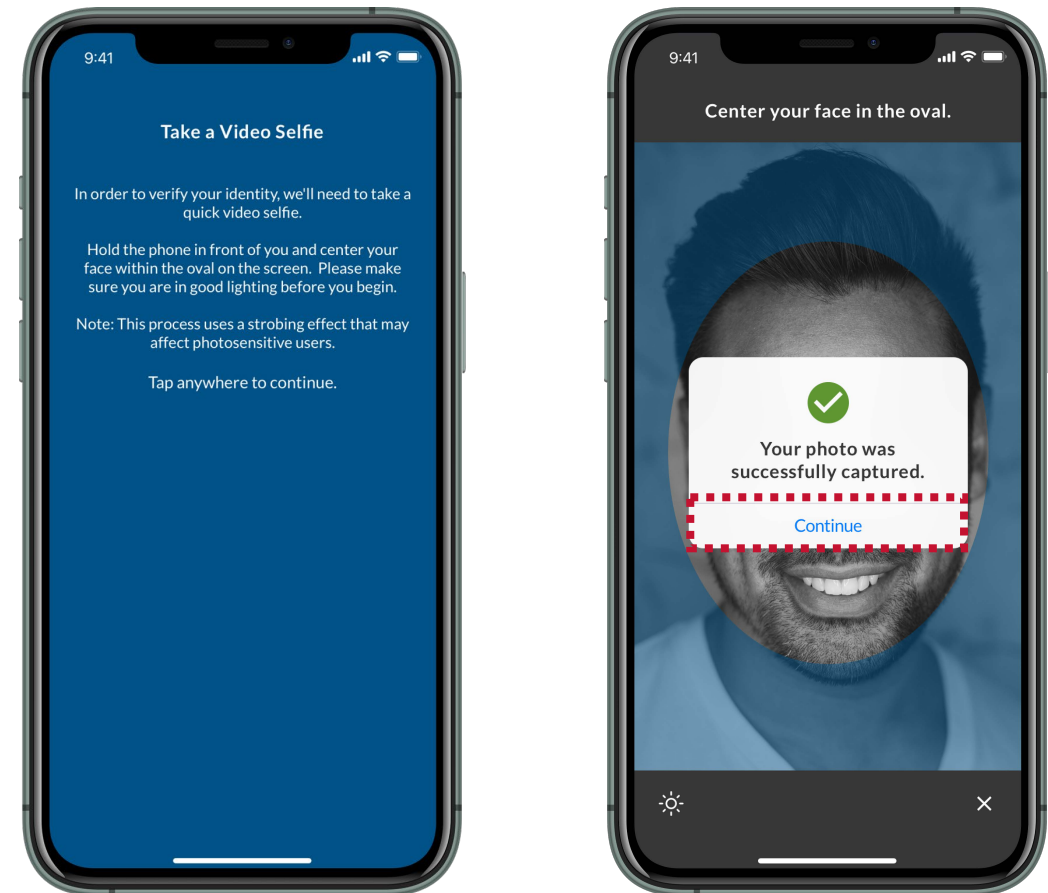 9:41
Take a Video Selfie
In order to verify your identity, we'll need to take a
quick video selfie.
Hold the phone in front of you and center your
face within the oval on the screen.  Please make
sure you are in good lighting before you begin.
Note: This process uses a strobing effect that may
affect photosensitive users.
Tap anywhere to continue.
9:41
Center your face in the oval.
Your photo was
successfully captured.
Continue